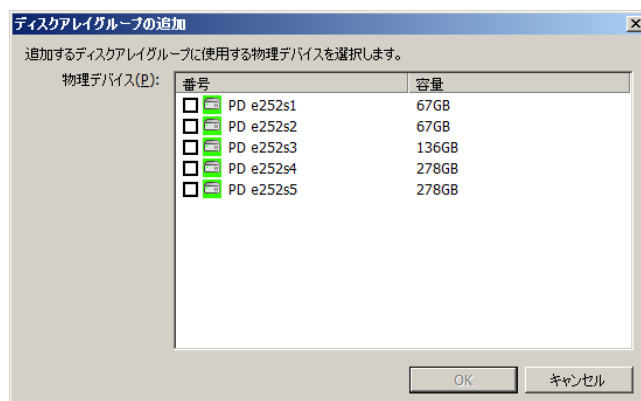 ディスクアレイグループの追加
追加するディスクアレイグループに使用する物理デバイスを選択します。
物理デバイス(P):
番号 容量
PD e252s1 67GB
PD e252s2 67GB
PD e252s3 136GB
PD e252s4 278GB
PD e252s5 278GB
OK キャンセル